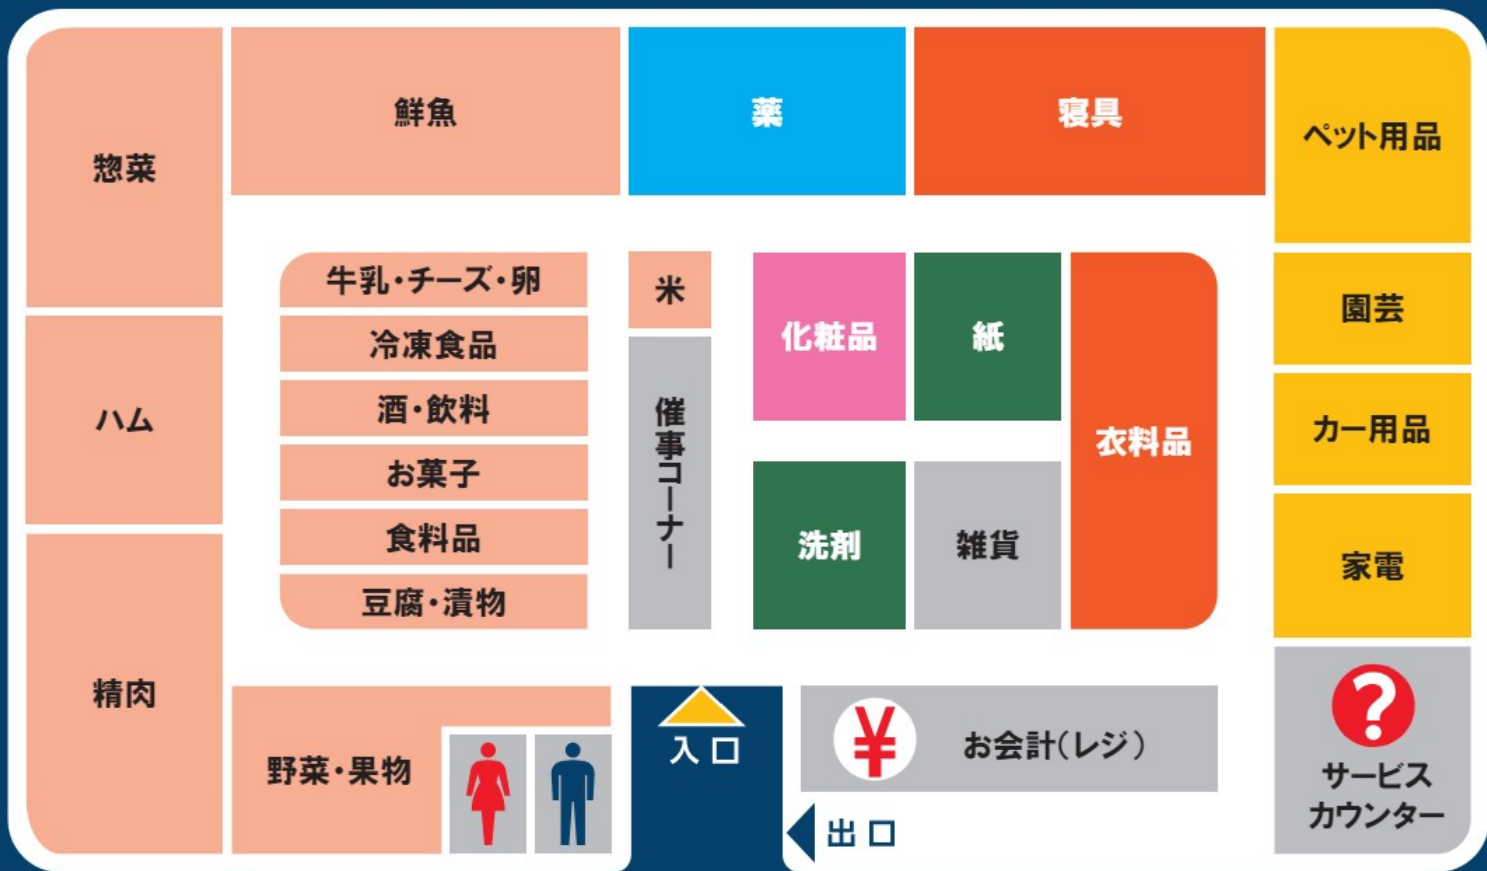 惣菜
鮮魚
薬
寝具
ペット用品
牛乳・チーズ・卵
冷凍食品
酒・飲料
お菓子
食料品
豆腐・漬物
米
催事コーナー
化粧品
紙
洗剤
雑貨
衣料品
園芸
カー用品
家電
ハム
精肉
野菜・果物
入口
¥
お会計(レジ)
出口
?
サービス
カウンター